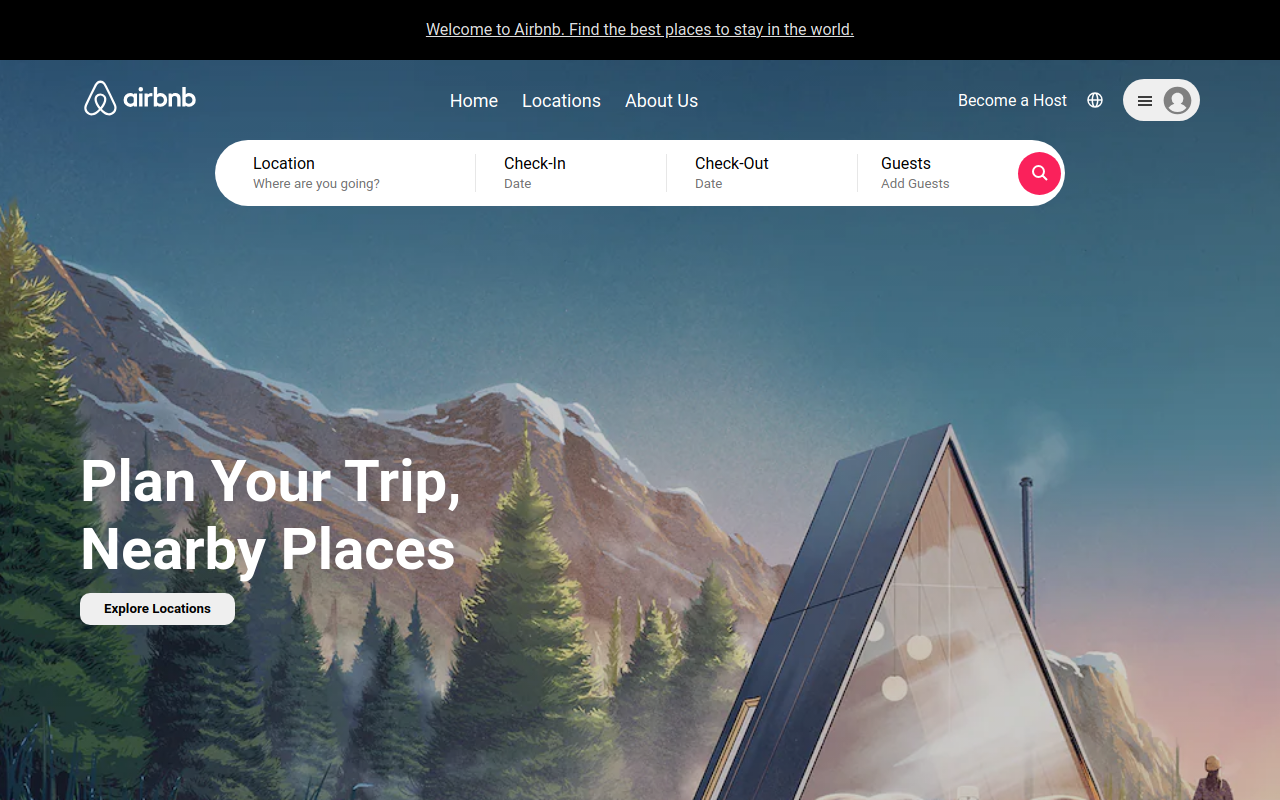 Welcome to Airbnb. Find the best places to stay in the world.
airbnb
Home
Locations
About Us
Become a Host
Location
Where are you going?
Check-In
Date
Check-Out
Date
Guests
Add Guests
Plan Your Trip,
Nearby Places
Explore Locations